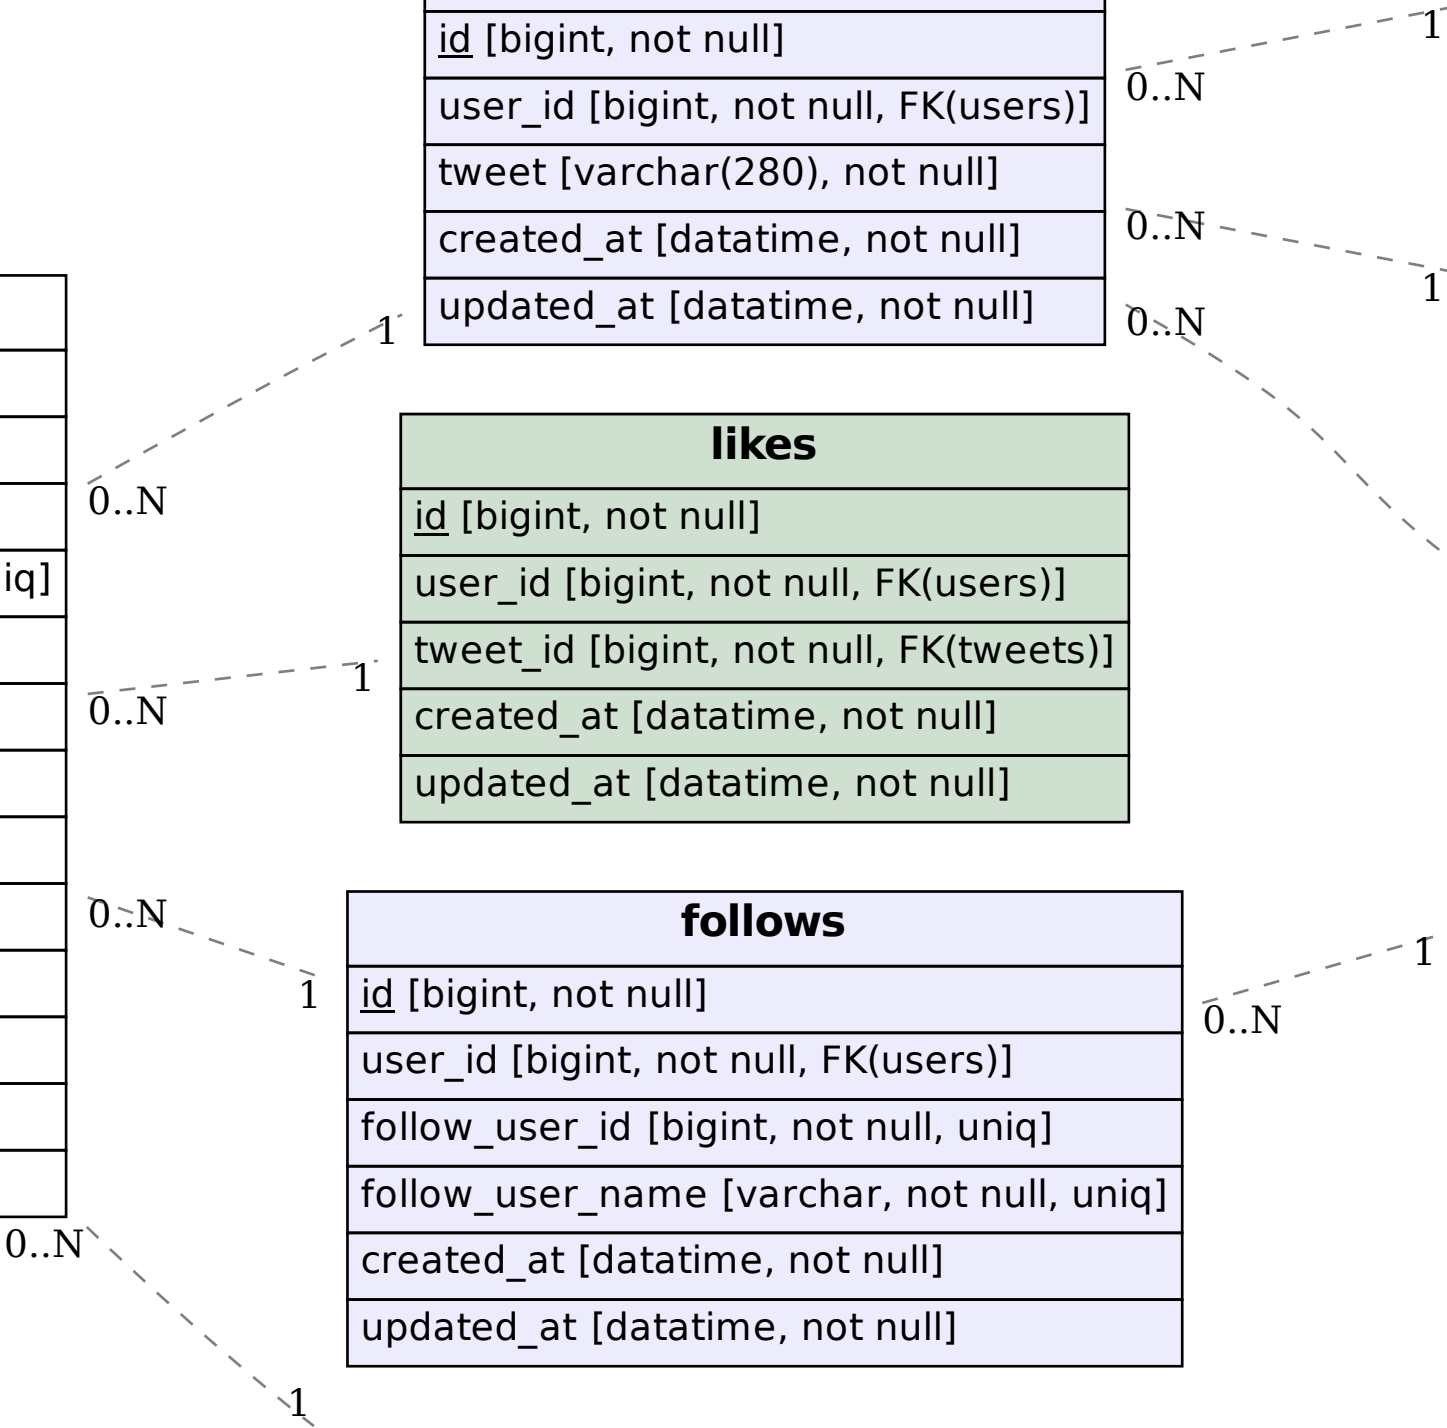 id [bigint, not null]
user_id [bigint, not null, FK(users)]
tweet [varchar(280), not null]
created_at [datatime, not null]
updated_at [datatime, not null]
1
0..N
0..N
1
0..N
1
0..N
iq]
0..N
1
likes
id [bigint, not null]
user_id [bigint, not null, FK(users)]
tweet_id [bigint, not null, FK(tweets)]
created_at [datatime, not null]
updated_at [datatime, not null]
0..N
1
follows
id [bigint, not null]
user_id [bigint, not null, FK(users)]
follow_user_id [bigint, not null, uniq]
follow_user_name [varchar, not null, uniq]
created_at [datatime, not null]
updated_at [datatime, not null]
1
0..N
0..N
1